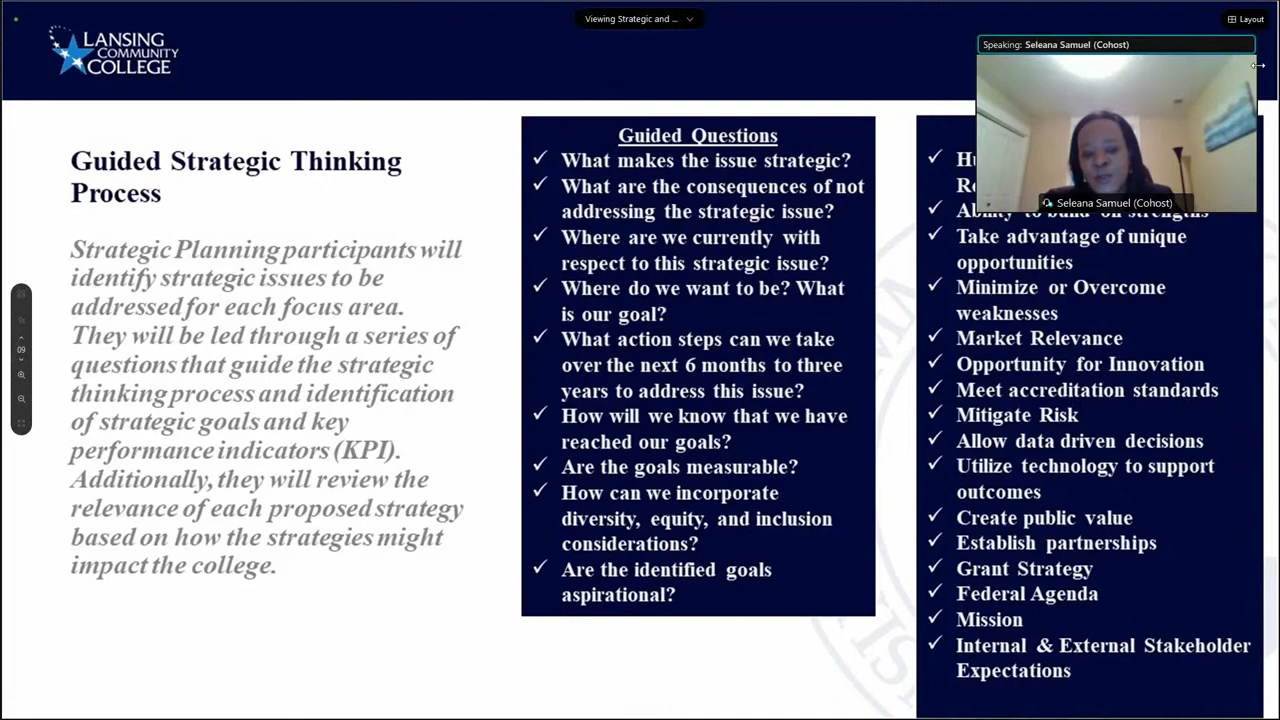 Viewing Strategic and ...
Layout
LANSING
COMMUNITY
COLLEGE
Speaking: Seleana Samuel (Cohost)
Seleana Samuel (Cohost)
09
Guided Strategic Thinking
Process
Strategic Planning participants will
identify strategic issues to be
addressed for each focus area.
They will be led through a series of
questions that guide the strategic
thinking process and identification
of strategic goals and key
performance indicators (KPI).
Additionally, they will review the
relevance of each proposed strategy
based on how the strategies might
impact the college.
Guided Questions
What makes the issue strategic?
What are the consequences of not
addressing the strategic issue?
Where are we currently with
respect to this strategic issue?
Where do we want to be? What
is our goal?
What action steps can we take
over the next 6 months to three
years to address this issue?
How will we know that we have
reached our goals?
Are the goals measurable?
How can we incorporate
diversity, equity, and inclusion
considerations?
Are the identified goals
aspirational?
Ability to build on strengths
Take advantage of unique
opportunities
Minimize or Overcome
weaknesses
Market Relevance
Opportunity for Innovation
Meet accreditation standards
Mitigate Risk
Allow data driven decisions
Utilize technology to support
outcomes
Create public value
Establish partnerships
Grant Strategy
Federal Agenda
Mission
Internal & External Stakeholder
Expectations